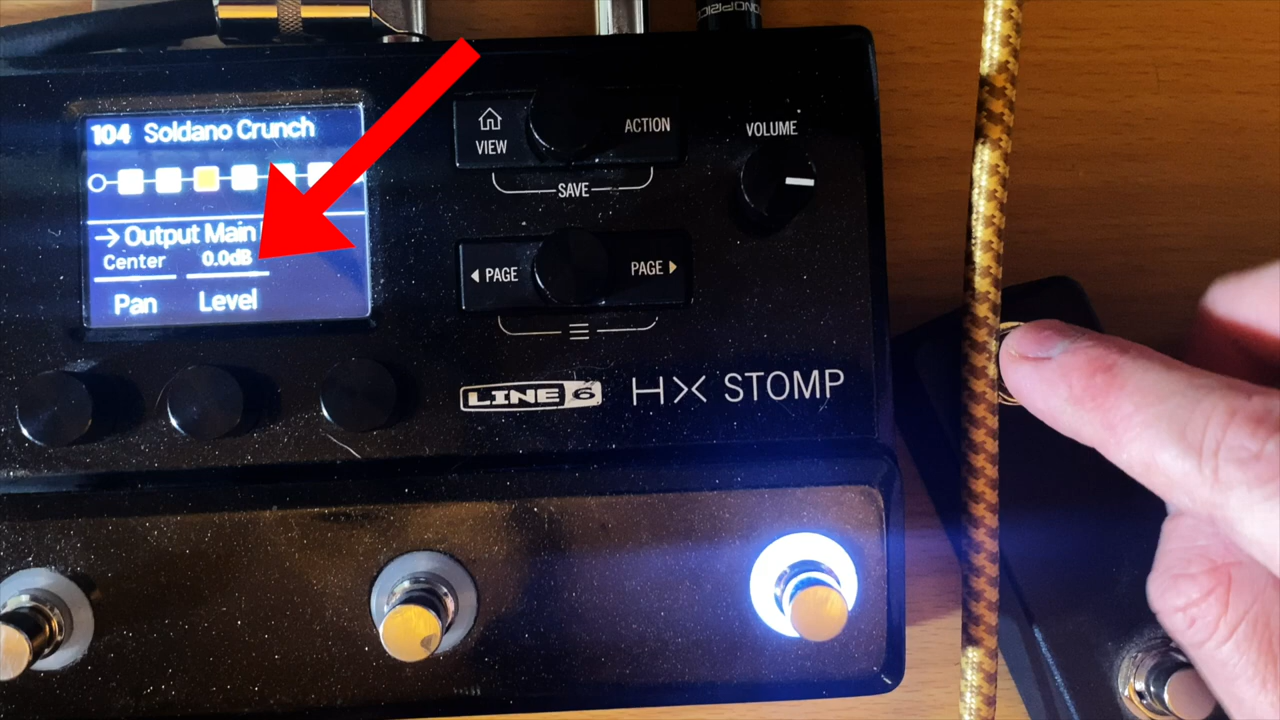 MONOPRICE
104 Soldano Crunch
VIEW
ACTION
SAVE
VOLUME
Output Main
Center 0.0dB
Pan Level
PAGE PAGE
LINE 6 HX STOMP